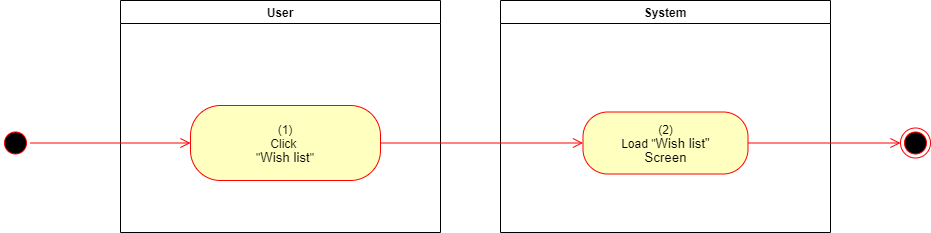 User
System
(1)
Click
"Wish list"
(2)
Load "Wish list"
Screen